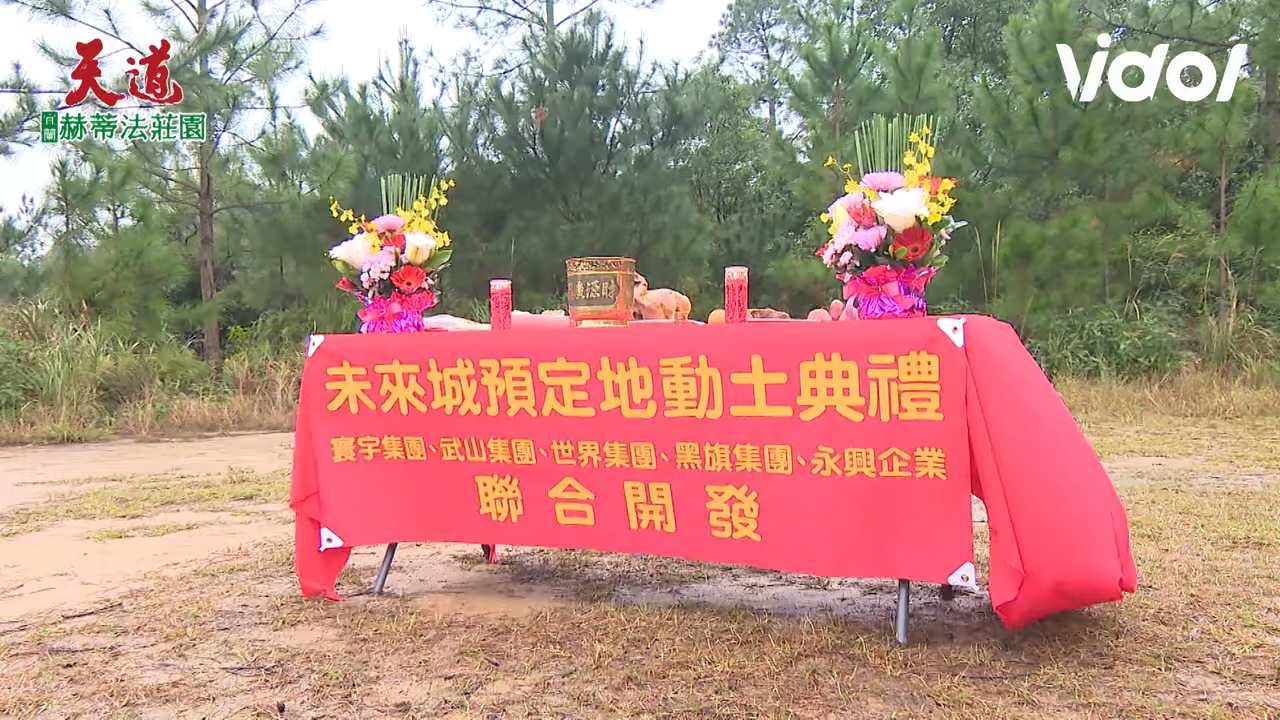 天道
宜蘭 赫蒂法莊園
vidol
未來城預定地動土典禮
寰宇集團、武山集團、世界集團、黑旗集團、永興企業
聯合開發